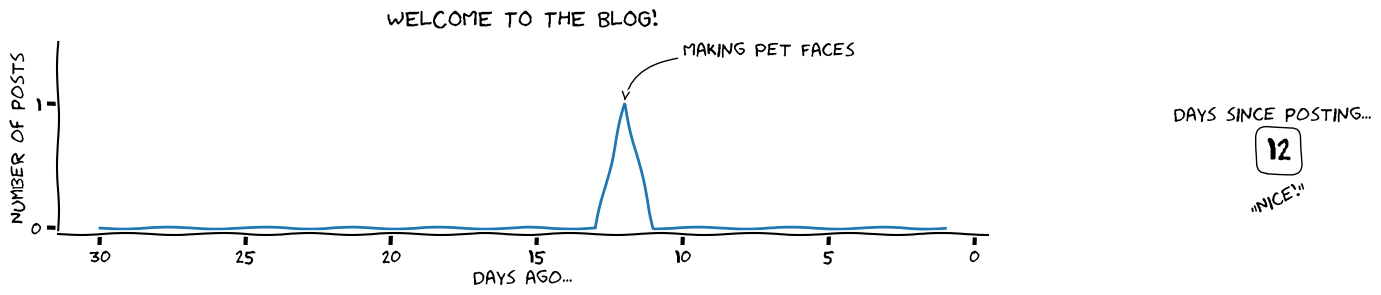 WELCOME TO THE BLOG!
MAKING PET FACES
NUMBER OF POSTS
1
0
30 25 20 15 10 5 0
DAYS AGO...
DAYS SINCE POSTING...
12
"NICE!"